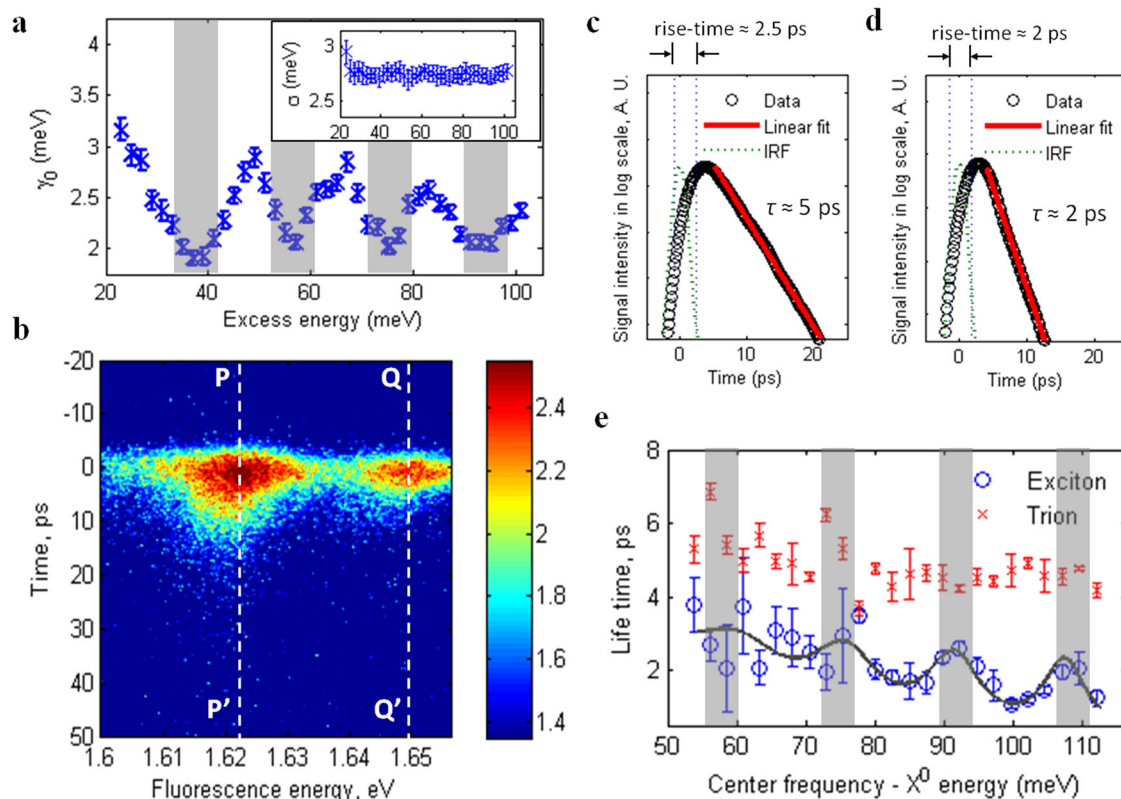 a
γ₀ (meV)
4
3.5
3
2.5
2
20 40 60 80 100
Excess energy (meV)
σ (meV)
3
2.5
20 40 60 80 100
b
P Q
P' Q'
Time, ps
-20
-10
0
10
20
30
40
50
1.6 1.61 1.62 1.63 1.64 1.65
Fluorescence energy, eV
2.4
2.2
2
1.8
1.6
1.4
c
rise-time ≈ 2.5 ps
Signal intensity in log scale, A. U.
Data
Linear fit
IRF
τ ≈ 5 ps
0 10 20
Time (ps)
d
rise-time ≈ 2 ps
Signal intensity in log scale, A. U.
Data
Linear fit
IRF
τ ≈ 2 ps
0 10 20
Time (ps)
e
Life time, ps
8
6
4
2
Exciton
Trion
50 60 70 80 90 100 110
Center frequency - X⁰ energy (meV)